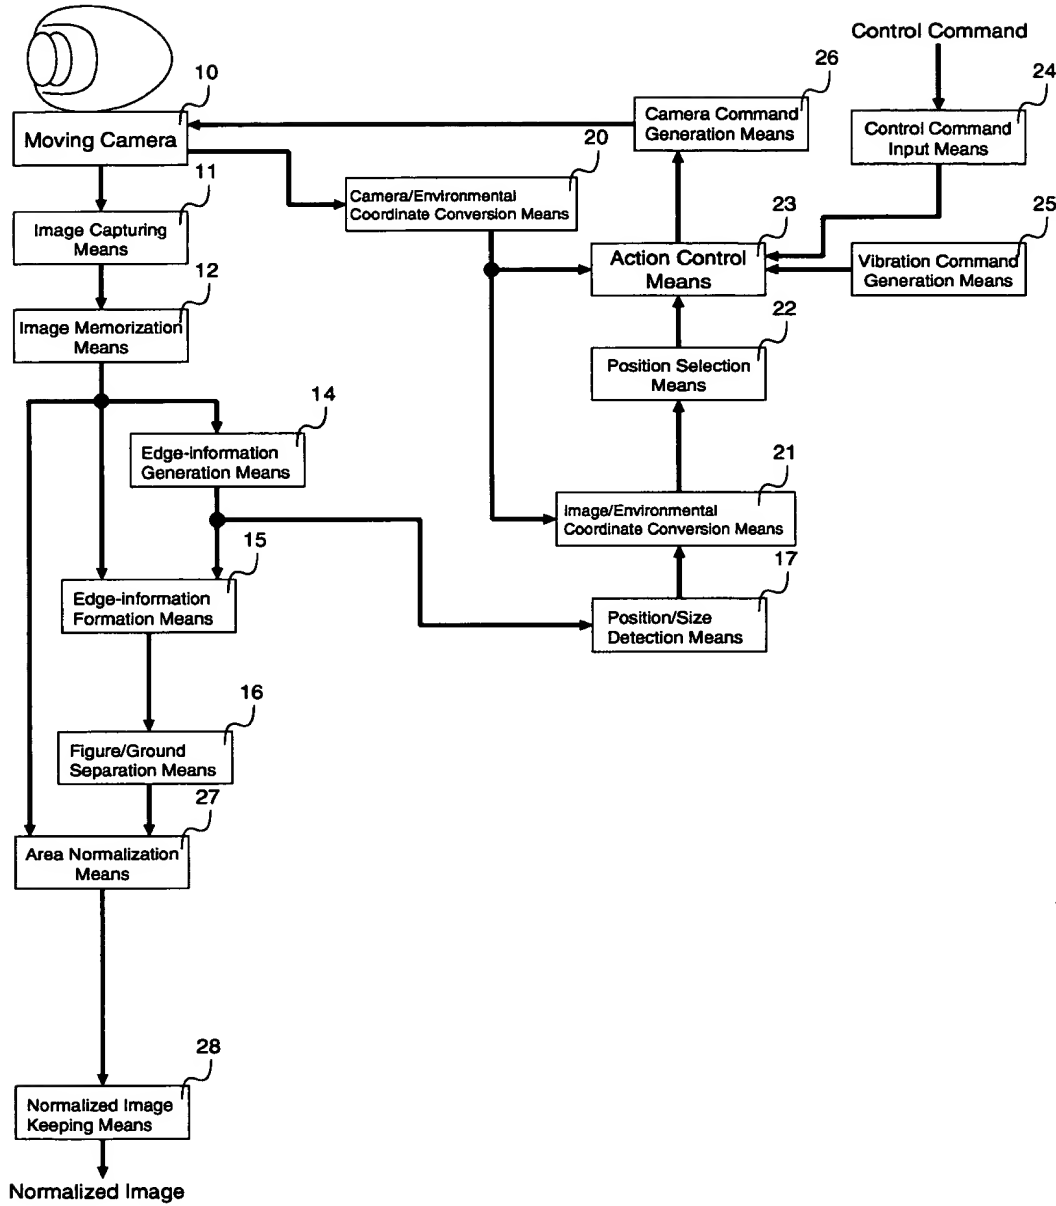 Control Command
26
24
10
Camera Command
Generation Means
Control Command
Input Means
Moving Camera
20
11
Camera/Environmental
Coordinate Conversion Means
23
25
Image Capturing
Means
Action Control
Means
Vibration Command
Generation Means
12
22
Image Memorization
Means
Position Selection
Means
14
Edge-information
Generation Means
21
Image/Environmental
Coordinate Conversion Means
15
17
Edge-information
Formation Means
Position/Size
Detection Means
16
Figure/Ground
Separation Means
27
Area Normalization
Means
28
Normalized Image
Keeping Means
Normalized Image